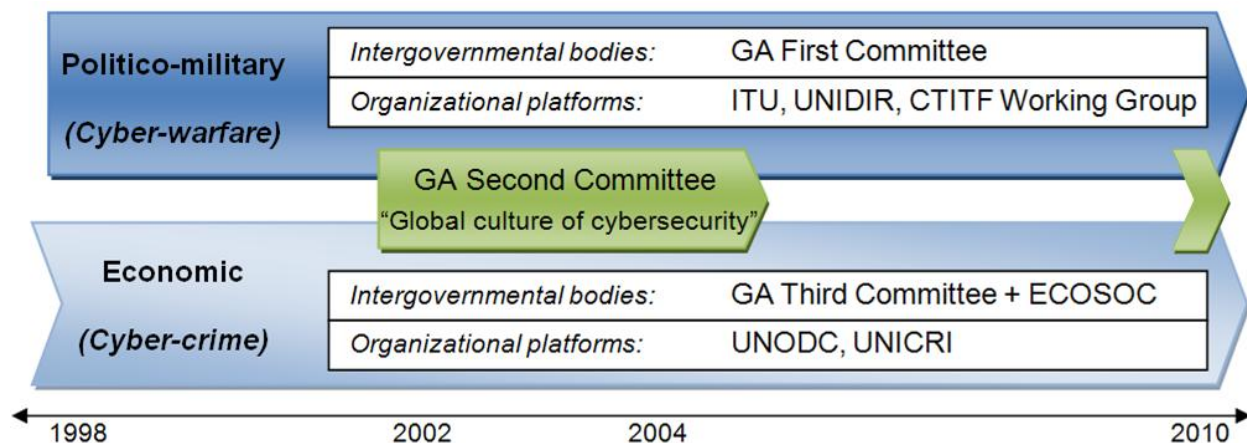 Politico-military
(Cyber-warfare)
Intergovernmental bodies: GA First Committee
Organizational platforms: ITU, UNIDIR, CTITF Working Group
GA Second Committee
“Global culture of cybersecurity”
Economic
(Cyber-crime)
Intergovernmental bodies: GA Third Committee + ECOSOC
Organizational platforms: UNODC, UNICRI
1998 2002 2004 2010